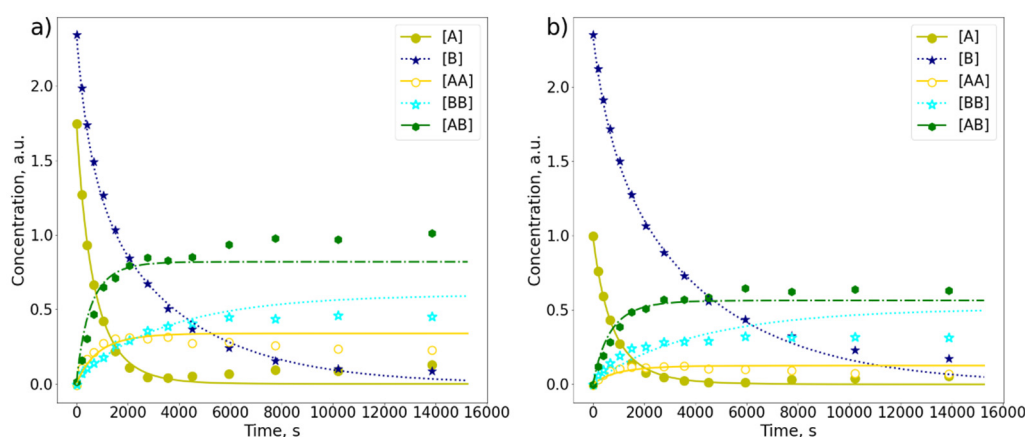 a)
[A]
[B]
[AA]
[BB]
[AB]
Concentration, a.u.
2.0
1.5
1.0
0.5
0.0
0
2000
4000
6000
8000
10000
12000
14000
16000
Time, s
b)
[A]
[B]
[AA]
[BB]
[AB]
Concentration, a.u.
2.0
1.5
1.0
0.5
0.0
0
2000
4000
6000
8000
10000
12000
14000
16000
Time, s